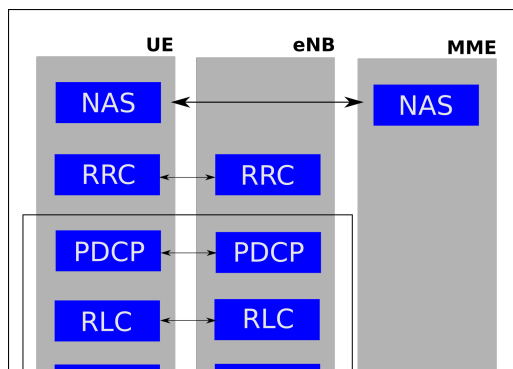 UE eNB MME
NAS NAS
RRC RRC
PDCP PDCP
RLC RLC